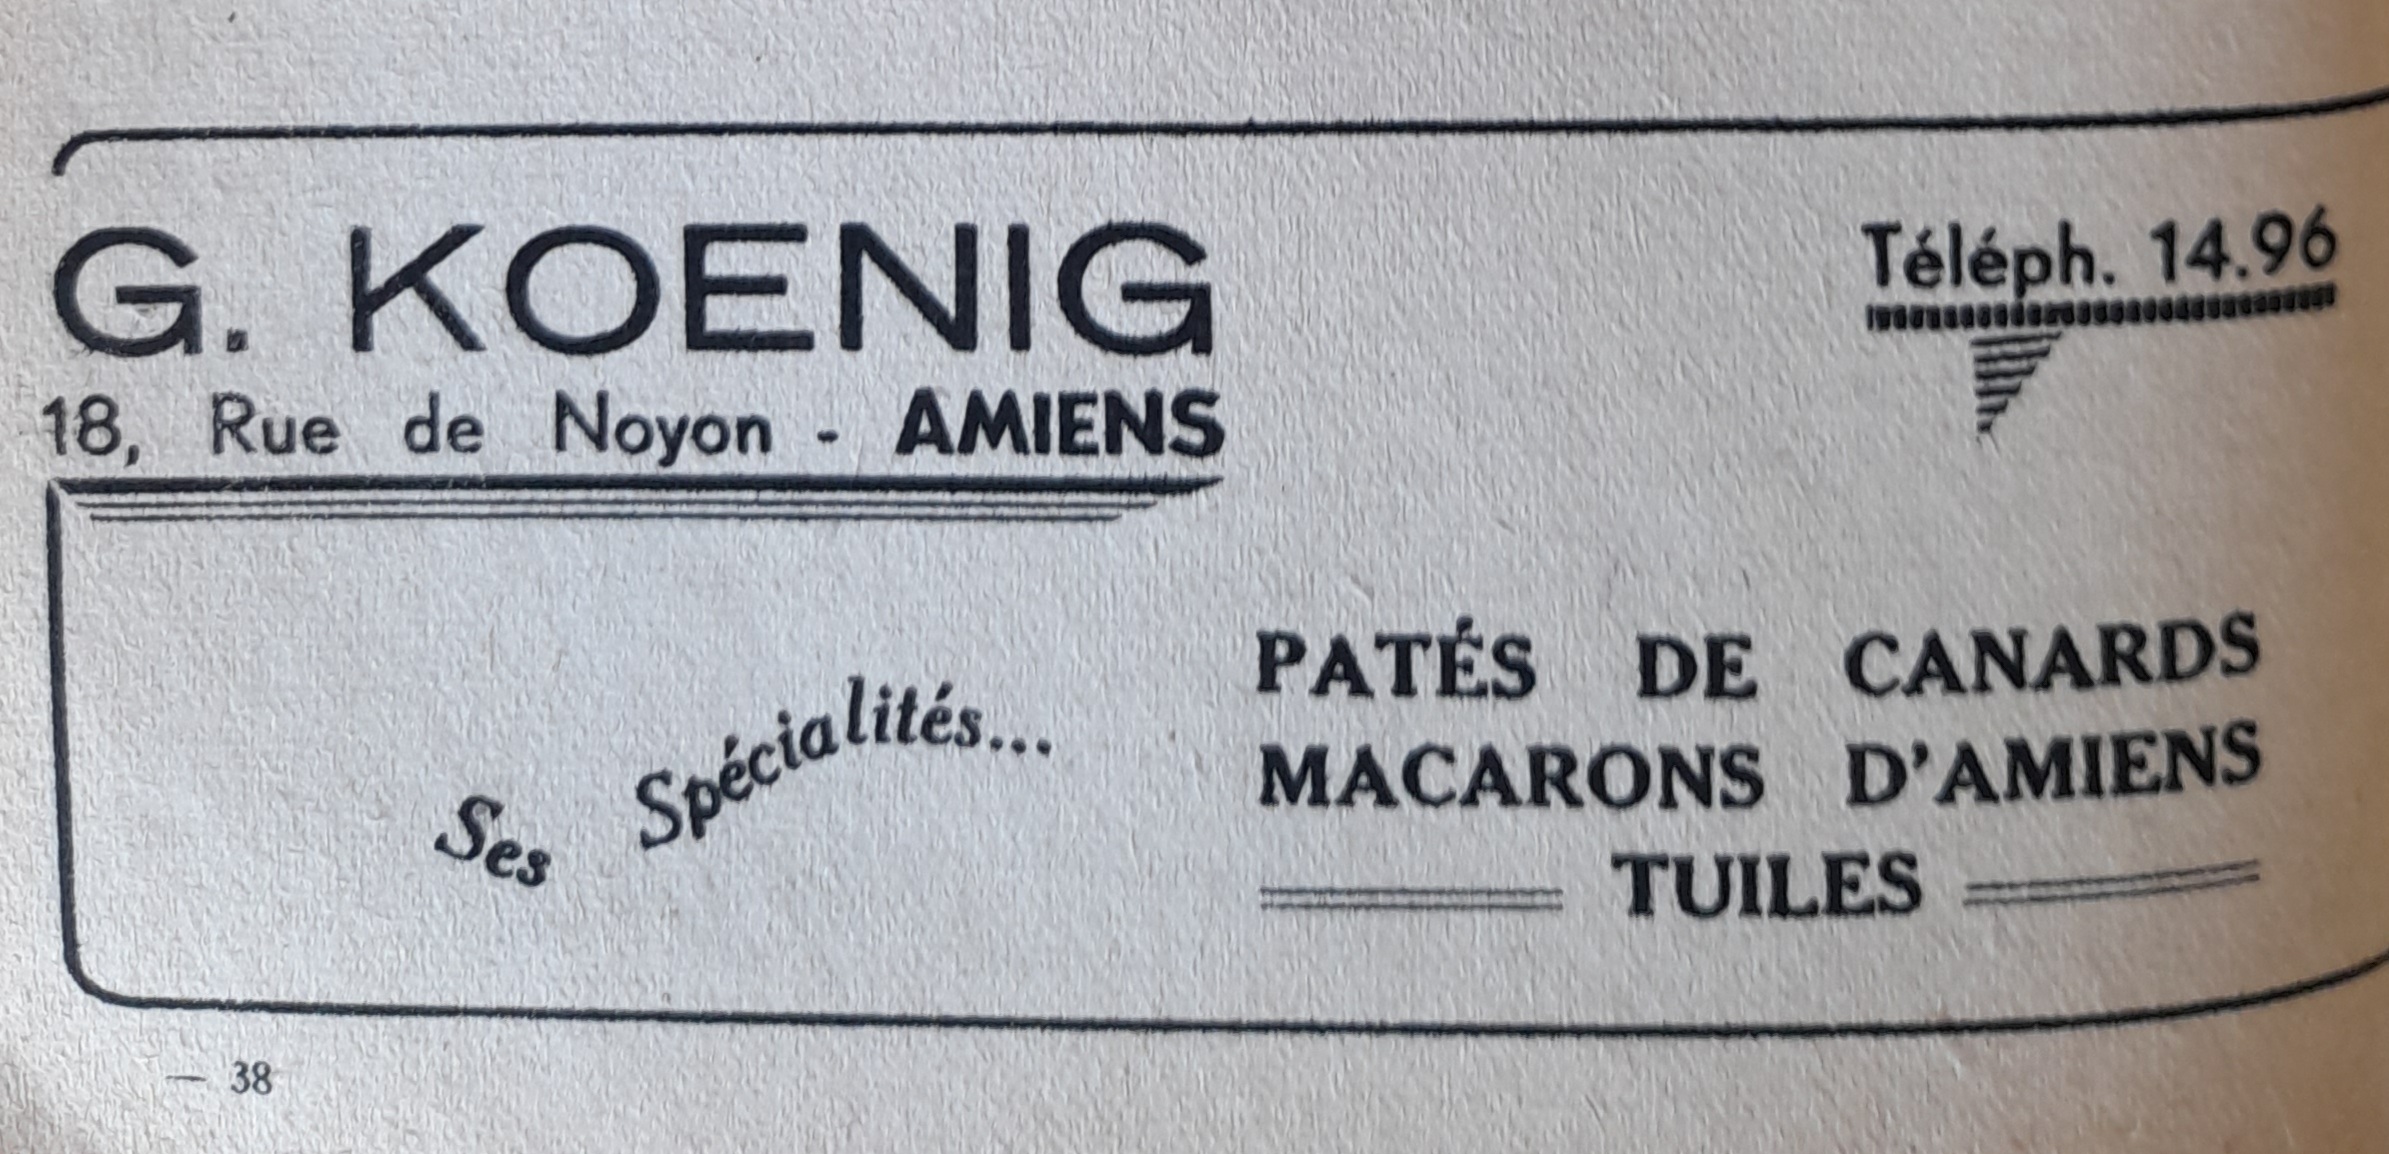 G. KOENIG
Téléph. 14.96
18, Rue de Noyon - AMIENS
Ses Spécialités...
PATÉS DE CANARDS
MACARONS D'AMIENS
TUILES
— 38